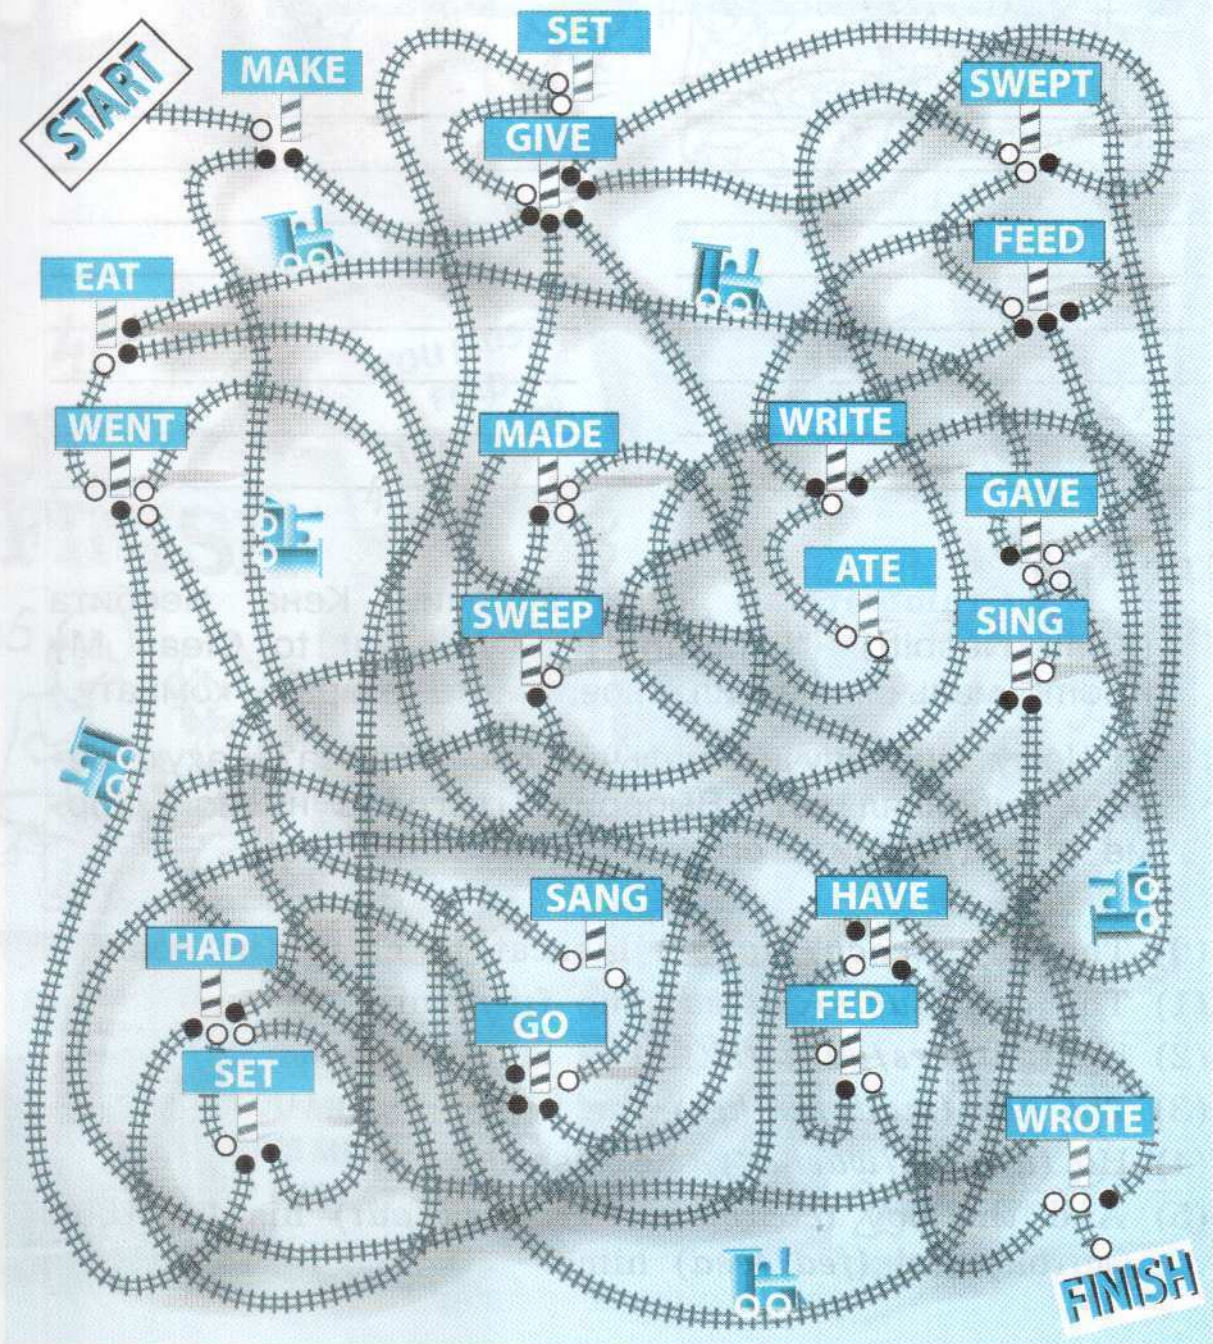 START
MAKE
SET
GIVE
SWEPT
FEED
EAT
WENT
MADE
WRITE
GAVE
ATE
SWEEP
SING
SANG
HAVE
HAD
GO
FED
SET
WROTE
FINISH